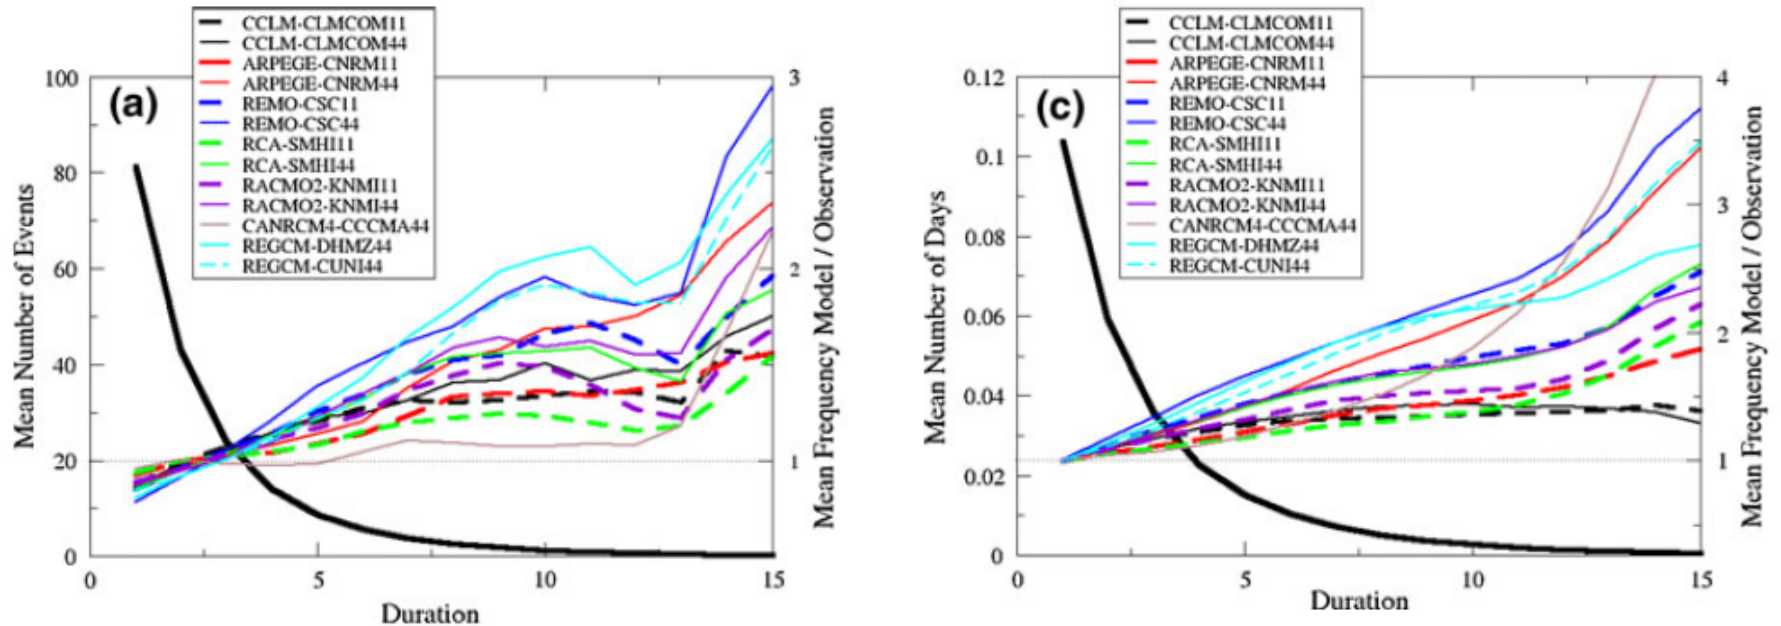 CCLM-CLMCOM11
CCLM-CLMCOM44
ARPEGE-CNRM11
ARPEGE-CNRM44
REMO-CSC11
REMO-CSC44
RCA-SMHI11
RCA-SMHI44
RACMO2-KNMI11
RACMO2-KNMI44
CANRCM4-CCCMA44
REGCM-DHMZ44
REGCM-CUNI44
(a)
Mean Number of Events
100
80
60
40
20
0
0
5
10
15
Duration
3
2
1
Mean Frequency Model / Observation
CCLM-CLMCOM11
CCLM-CLMCOM44
ARPEGE-CNRM11
ARPEGE-CNRM44
REMO-CSC11
REMO-CSC44
RCA-SMHI11
RCA-SMHI44
RACMO2-KNMI11
RACMO2-KNMI44
CANRCM4-CCCMA44
REGCM-DHMZ44
REGCM-CUNI44
(c)
Mean Number of Days
0.12
0.1
0.08
0.06
0.04
0.02
0
0
5
10
15
Duration
4
3
2
1
Mean Frequency Model / Observation